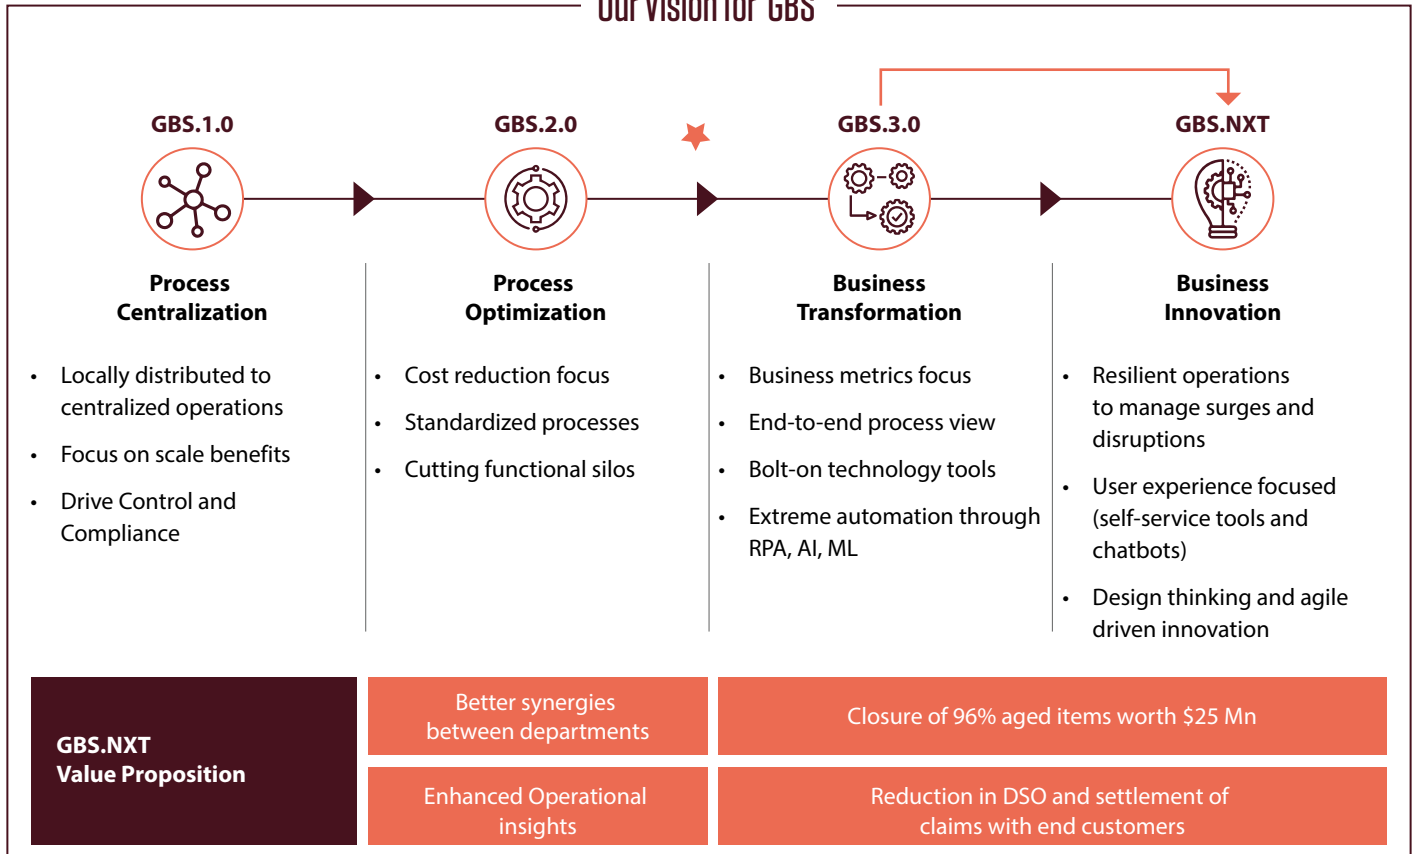 Our Vision for GBS
GBS.1.0
GBS.2.0
GBS.3.0
GBS.NXT
Process
Centralization
• Locally distributed to
centralized operations
• Focus on scale benefits
• Drive Control and
Compliance
Process
Optimization
• Cost reduction focus
• Standardized processes
• Cutting functional silos
Business
Transformation
• Business metrics focus
• End-to-end process view
• Bolt-on technology tools
• Extreme automation through
RPA, AI, ML
Business
Innovation
• Resilient operations
to manage surges and
disruptions
• User experience focused
(self-service tools and
chatbots)
• Design thinking and agile
driven innovation
GBS.NXT
Value Proposition
Better synergies
between departments
Closure of 96% aged items worth $25 Mn
Enhanced Operational
insights
Reduction in DSO and settlement of
claims with end customers